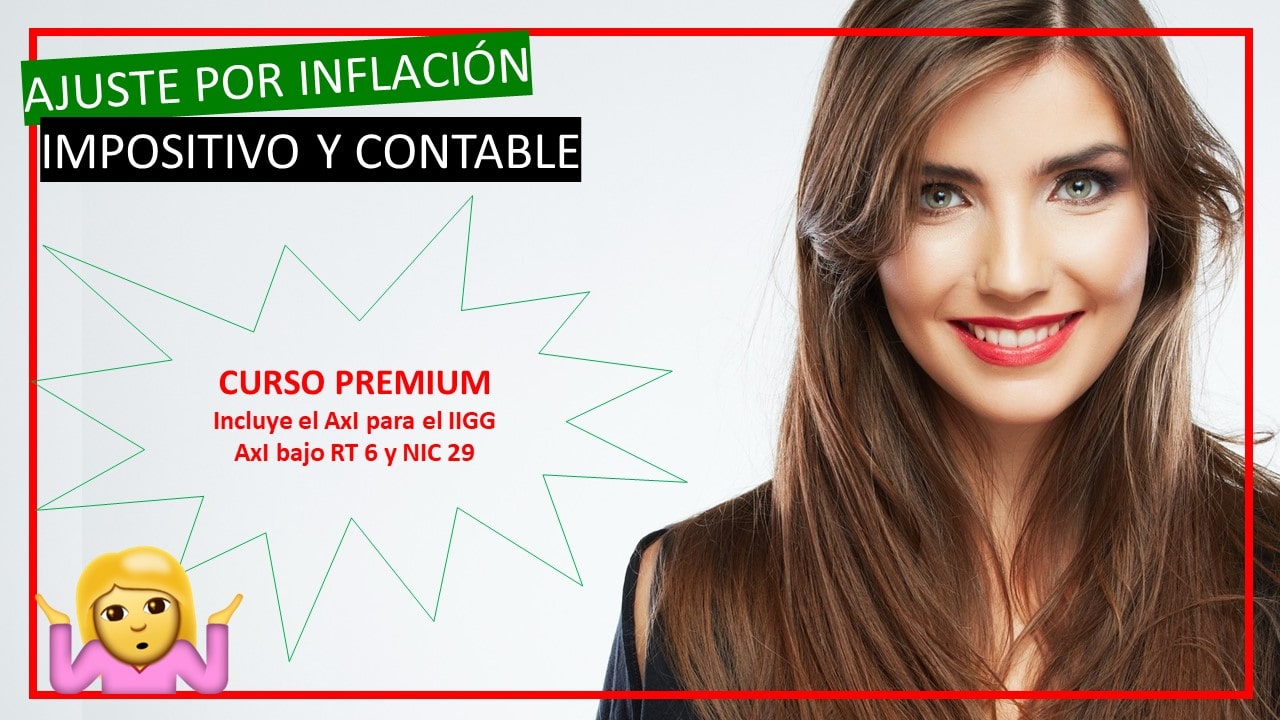 AJUSTE POR INFLACIÓN
IMPOSITIVO Y CONTABLE
CURSO PREMIUM
Incluye el AxI para el IIGG
AxI bajo RT 6 y NIC 29